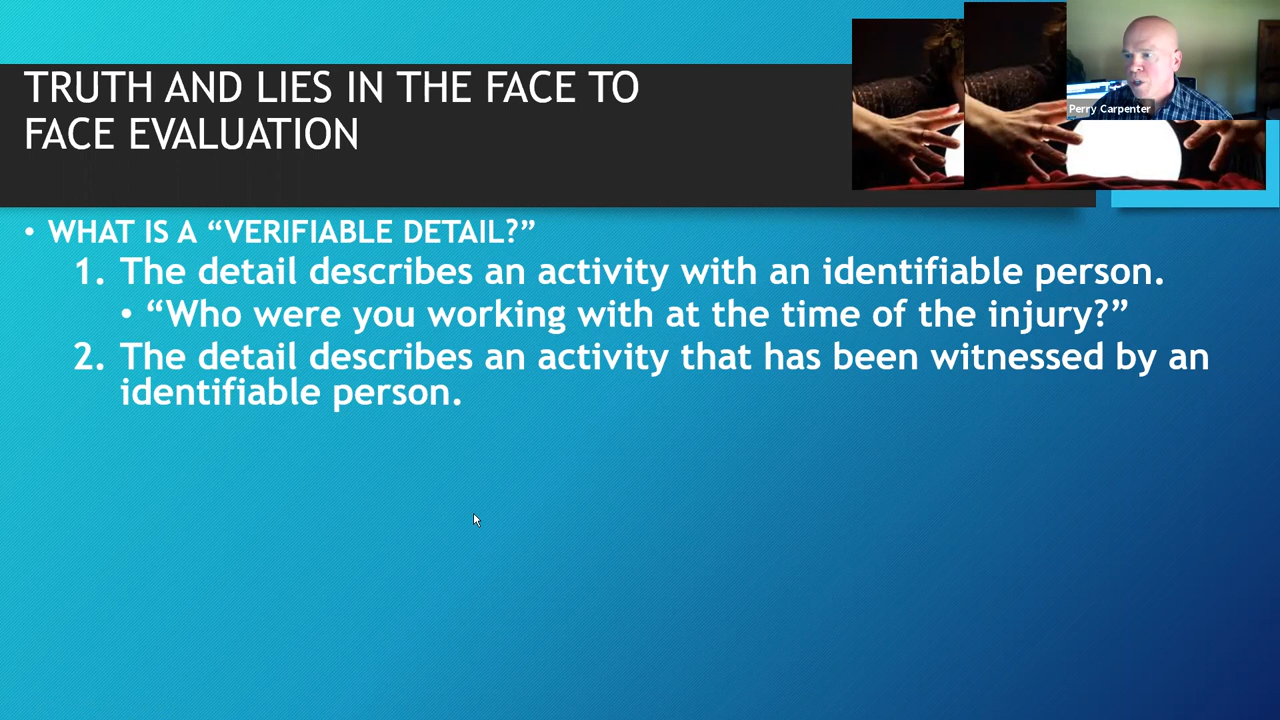 TRUTH AND LIES IN THE FACE TO
FACE EVALUATION
Perry Carpenter
• WHAT IS A “VERIFIABLE DETAIL?”
1. The detail describes an activity with an identifiable person.
• “Who were you working with at the time of the injury?”
2. The detail describes an activity that has been witnessed by an
identifiable person.